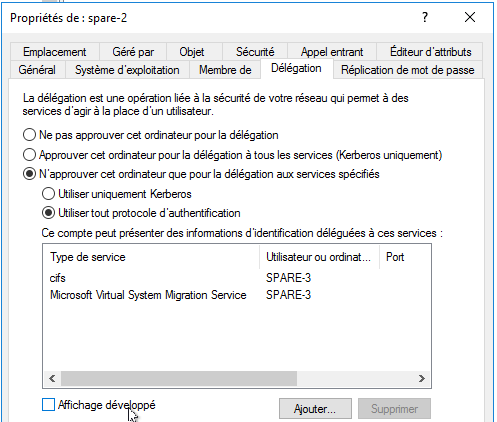 Propriétés de : spare-2 ? ×
Emplacement Géré par Objet Sécurité Appel entrant Éditeur d'attributs
Général Système d'exploitation Membre de Délégation Réplication de mot de passe
La délégation est une opération liée à la sécurité de votre réseau qui permet à des
services d'agir à la place d'un utilisateur.
Ne pas approuver cet ordinateur pour la délégation
Approuver cet ordinateur pour la délégation à tous les services (Kerberos uniquement)
N'approuver cet ordinateur que pour la délégation aux services spécifiés
Utiliser uniquement Kerberos
Utiliser tout protocole d'authentification
Ce compte peut présenter des informations d'identification déléguées à ces services :
Type de service Utilisateur ou ordinat... Port
cifs SPARE-3
Microsoft Virtual System Migration Service SPARE-3
Affichage développé Ajouter... Supprimer